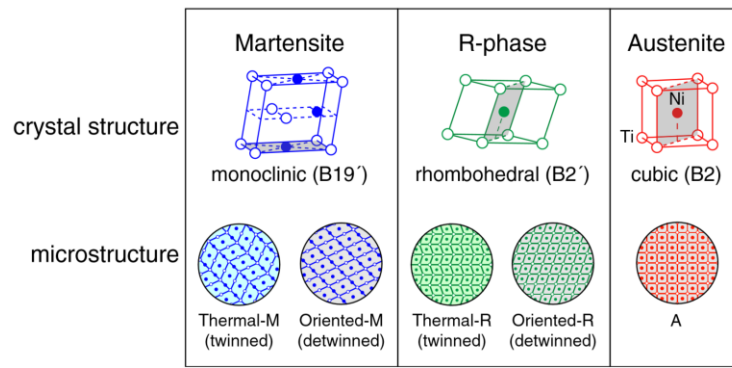 Martensite
R-phase
Austenite
crystal structure
Ni
Ti
monoclinic (B19´)
rhombohedral (B2´)
cubic (B2)
microstructure
Thermal-M
(twinned)
Oriented-M
(detwinned)
Thermal-R
(twinned)
Oriented-R
(detwinned)
A